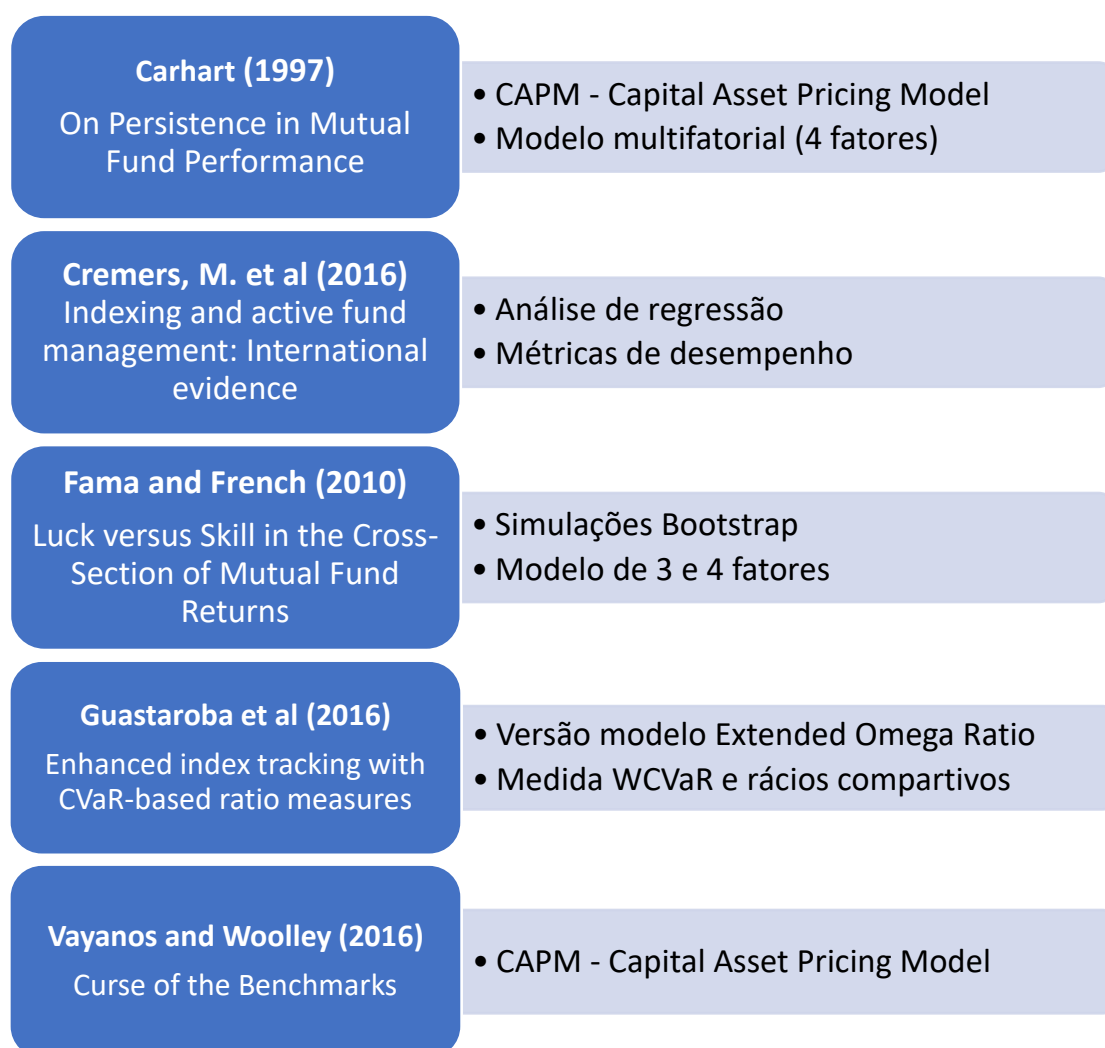 Carhart (1997)
On Persistence in Mutual
Fund Performance
• CAPM - Capital Asset Pricing Model
• Modelo multifatorial (4 fatores)
Cremers, M. et al (2016)
Indexing and active fund
management: International
evidence
• Análise de regressão
• Métricas de desempenho
Fama and French (2010)
Luck versus Skill in the Cross-
Section of Mutual Fund
Returns
• Simulações Bootstrap
• Modelo de 3 e 4 fatores
Guastaroba et al (2016)
Enhanced index tracking with
CVaR-based ratio measures
• Versão modelo Extended Omega Ratio
• Medida WCVaR e rácios compartivos
Vayanos and Woolley (2016)
Curse of the Benchmarks
• CAPM - Capital Asset Pricing Model